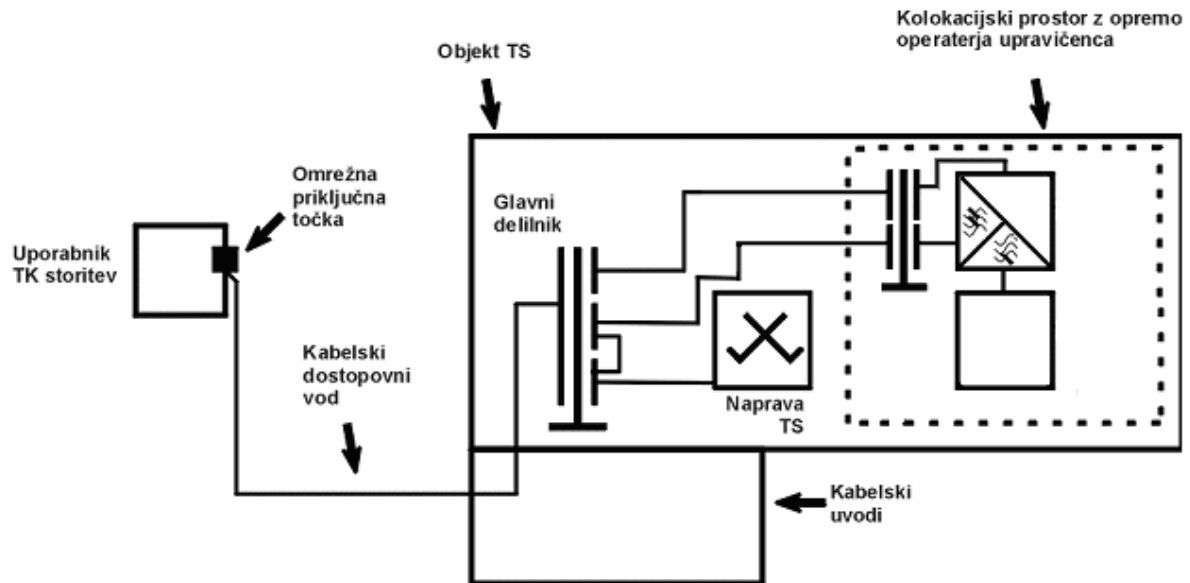 Kolokacijski prostor z opremo
operaterja upravičenca
Objekt TS
Omrežna
priključna
točka
Glavni
delilnik
Uporabnik
TK storitev
Kabelski
dostopovni
vod
Naprava
TS
Kabelski
uvodi